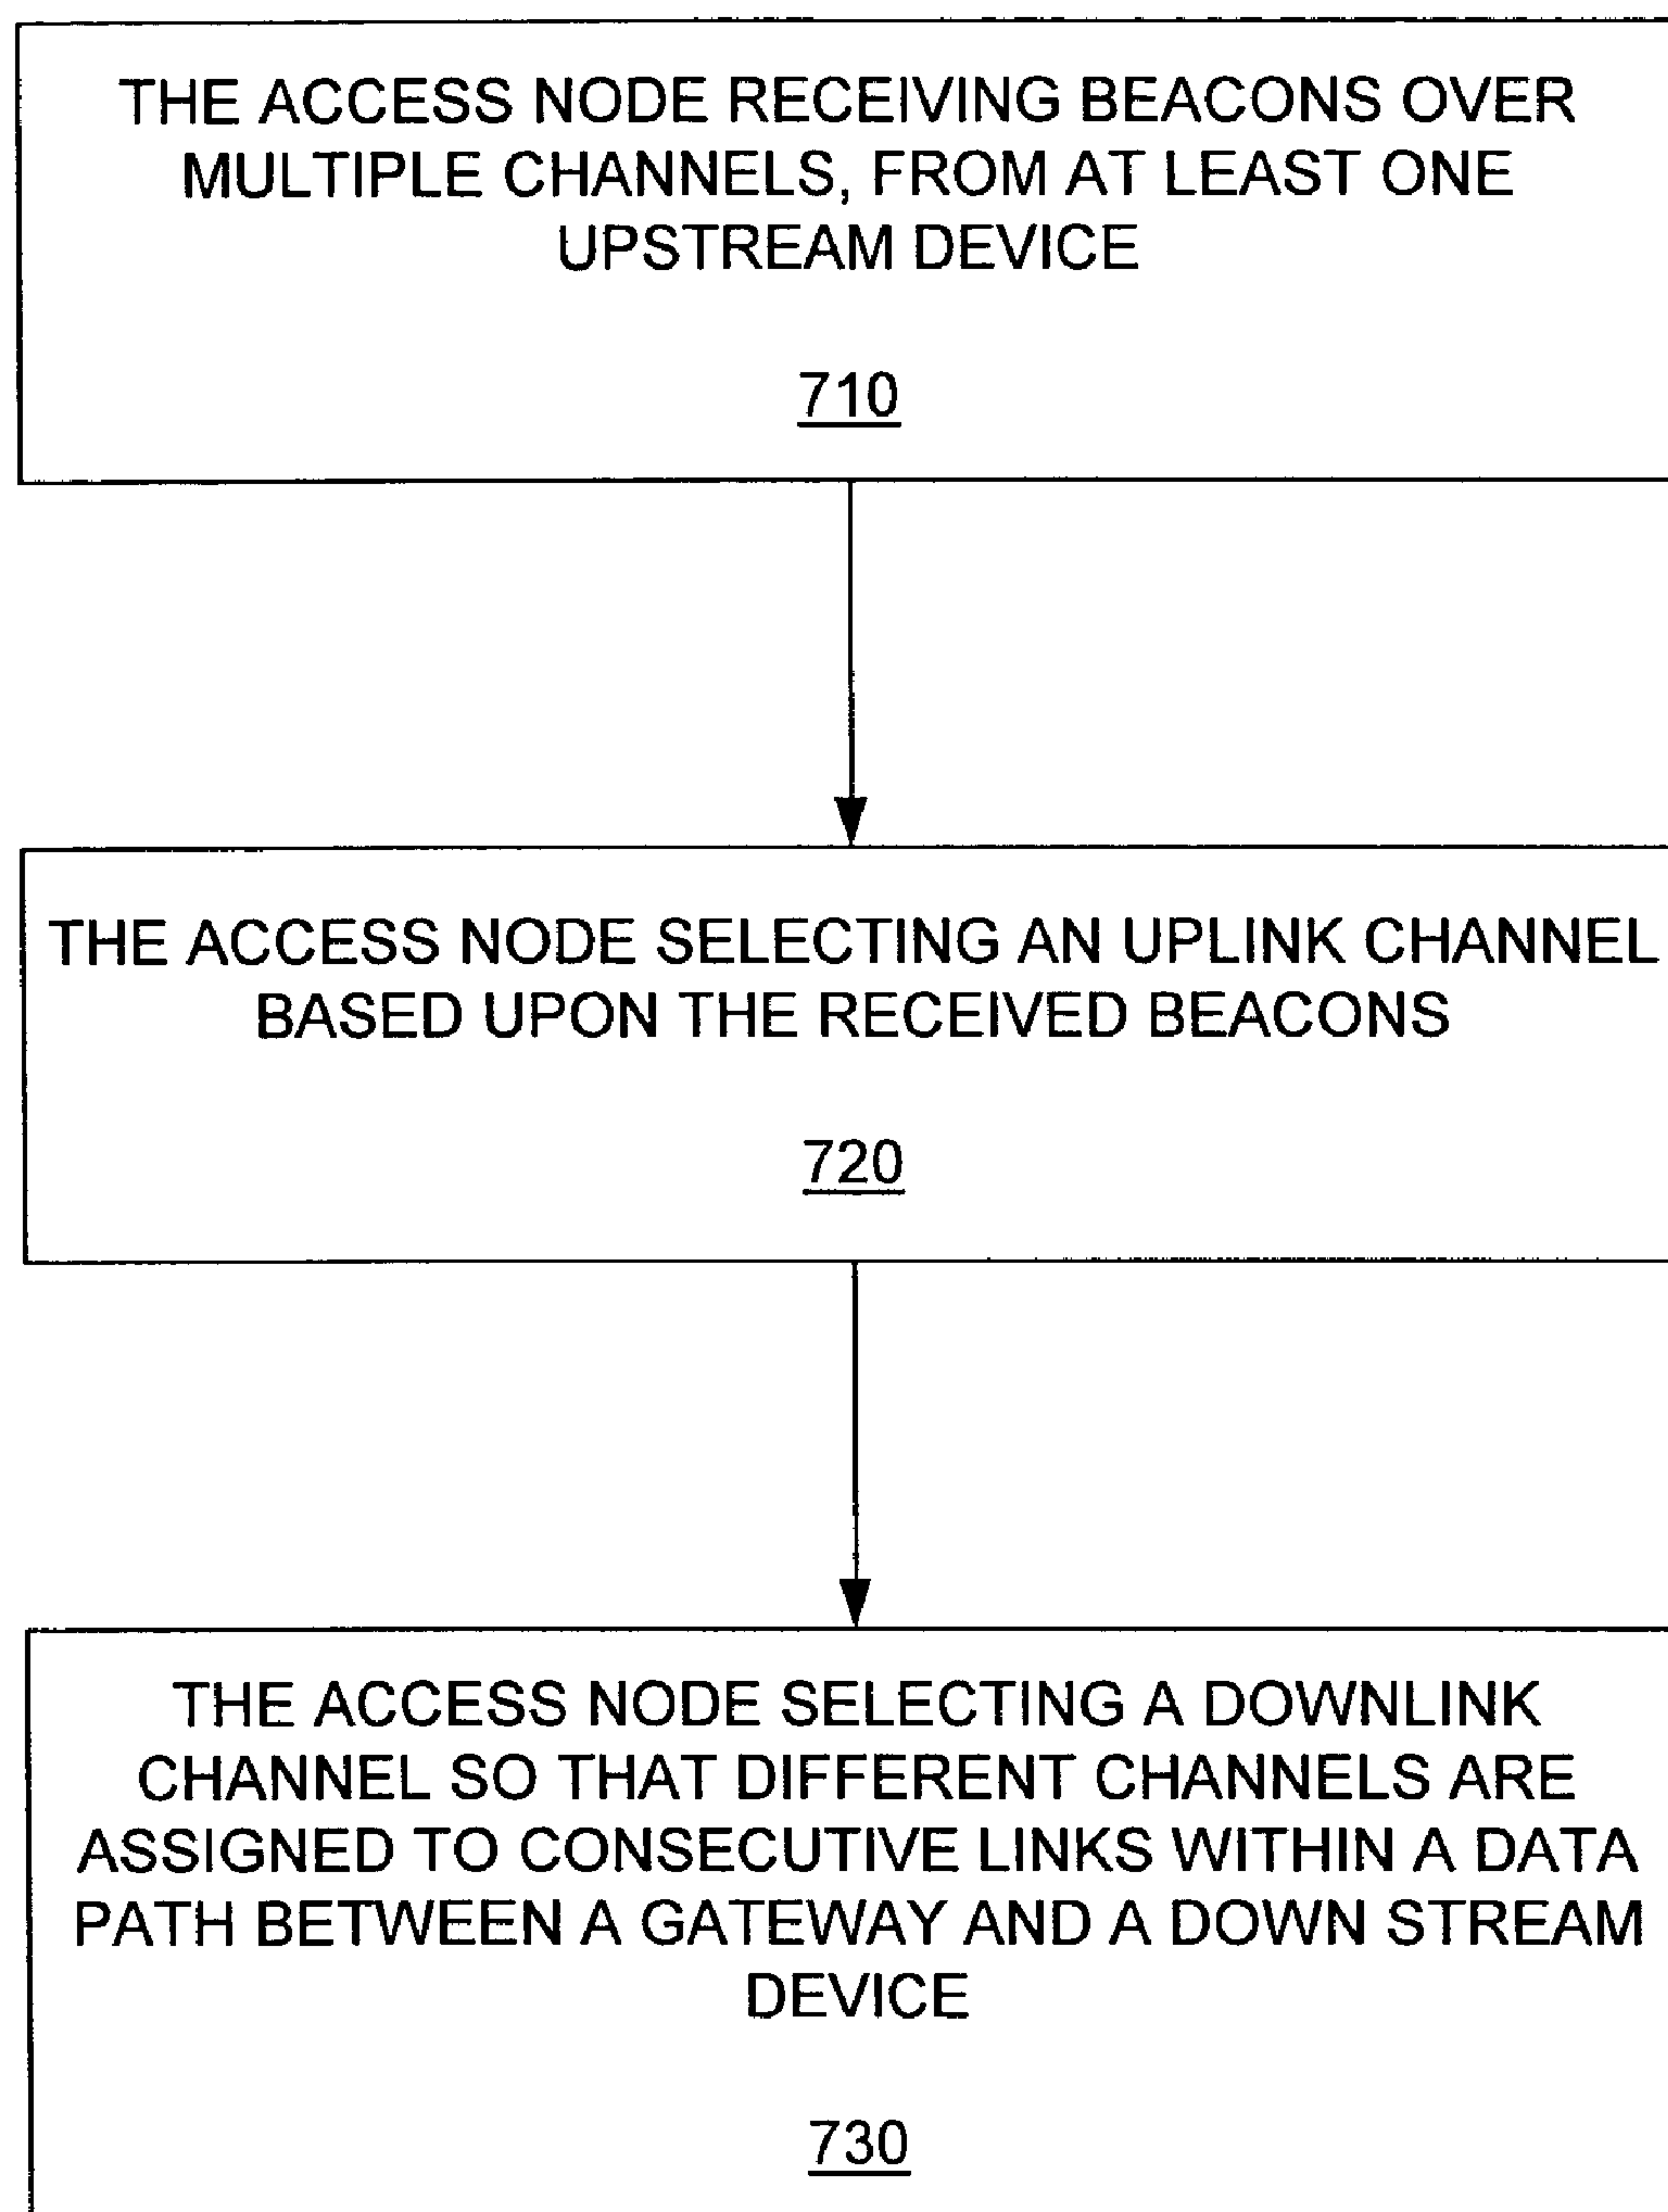 THE ACCESS NODE RECEIVING BEACONS OVER
MULTIPLE CHANNELS, FROM AT LEAST ONE
UPSTREAM DEVICE
710
THE ACCESS NODE SELECTING AN UPLINK CHANNEL
BASED UPON THE RECEIVED BEACONS
720
THE ACCESS NODE SELECTING A DOWNLINK
CHANNEL SO THAT DIFFERENT CHANNELS ARE
ASSIGNED TO CONSECUTIVE LINKS WITHIN A DATA
PATH BETWEEN A GATEWAY AND A DOWN STREAM
DEVICE
730